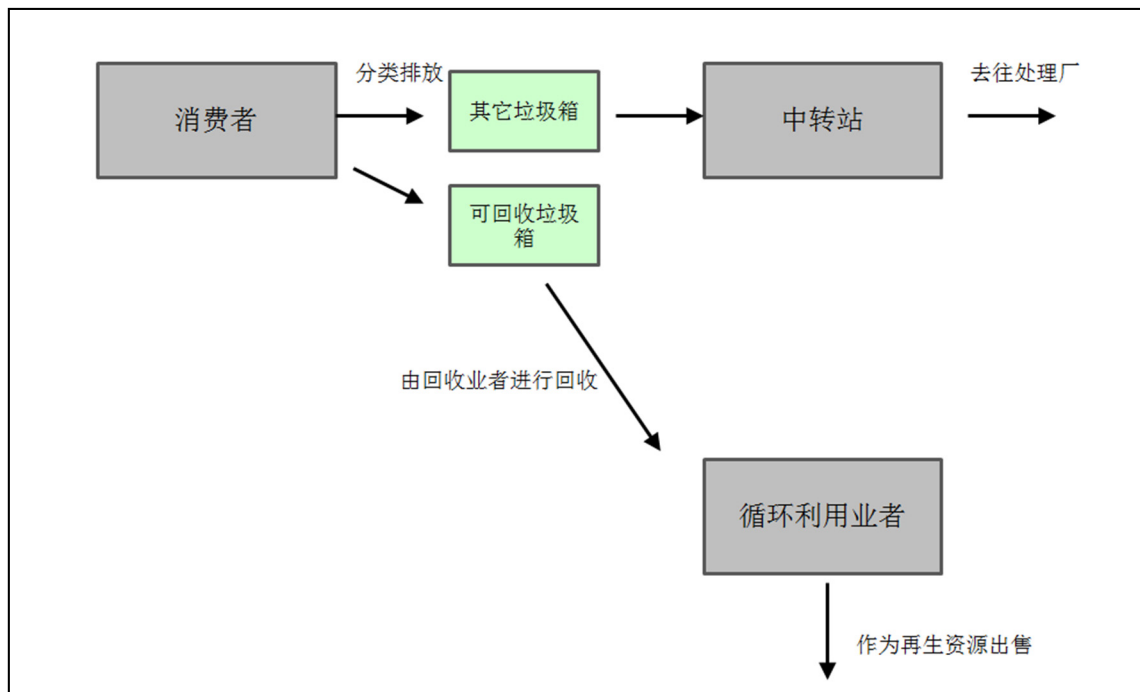 分类排放
去往处理厂
消费者
其它垃圾箱
中转站
可回收垃圾
箱
由回收业者进行回收
循环利用业者
作为再生资源出售